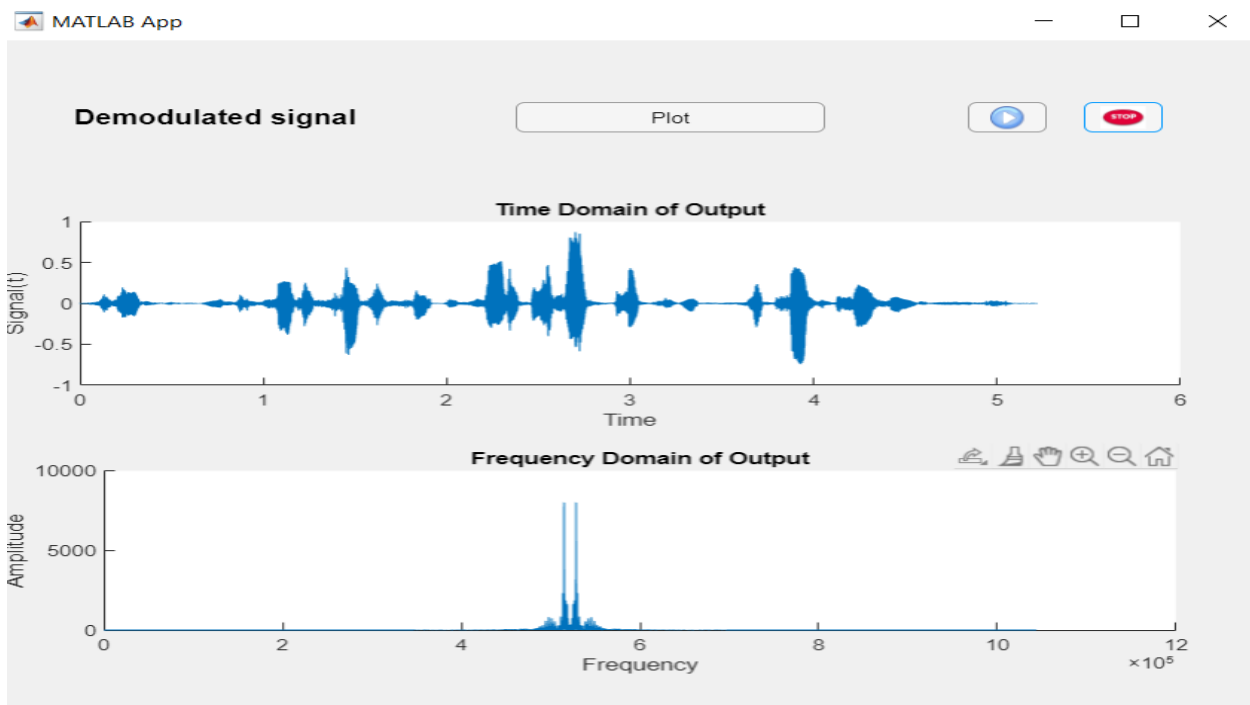 MATLAB App
Demodulated signal Plot STOP
Time Domain of Output
1
0.5
0
-0.5
-1
Signal(t)
0 1 2 3 4 5 6
Time
Frequency Domain of Output
10000
5000
0
Amplitude
0 2 4 6 8 10 12
×10⁵
Frequency